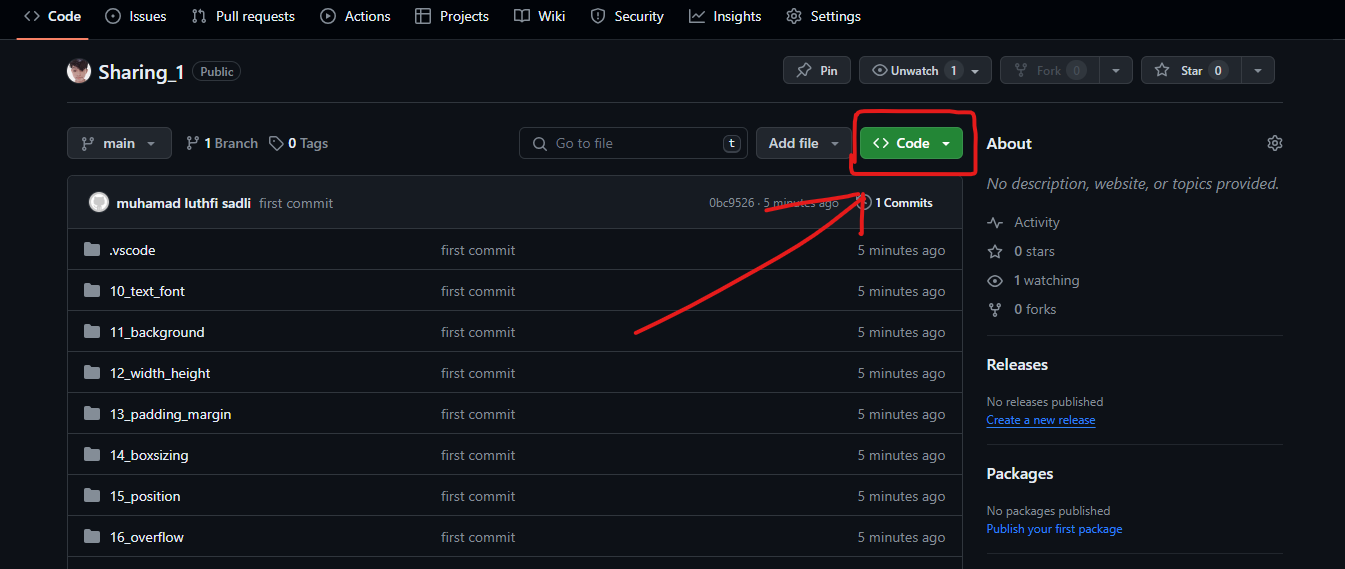 Code Issues Pull requests Actions Projects Wiki Security Insights Settings
Sharing_1 Public Pin Unwatch 1 Fork 0 Star 0
main 1 Branch 0 Tags Go to file t Add file Code
About
No description, website, or topics provided.
muhamad luthfi sadli first commit 0bc9526 · 5 minutes ago 1 Commits
Activity
.vscode first commit 5 minutes ago
0 stars
1 watching
10_text_font first commit 5 minutes ago
0 forks
11_background first commit 5 minutes ago
Releases
12_width_height first commit 5 minutes ago
No releases published
13_padding_margin first commit 5 minutes ago
Create a new release
14_boxsizing first commit 5 minutes ago
Packages
15_position first commit 5 minutes ago
No packages published
Publish your first package
16_overflow first commit 5 minutes ago